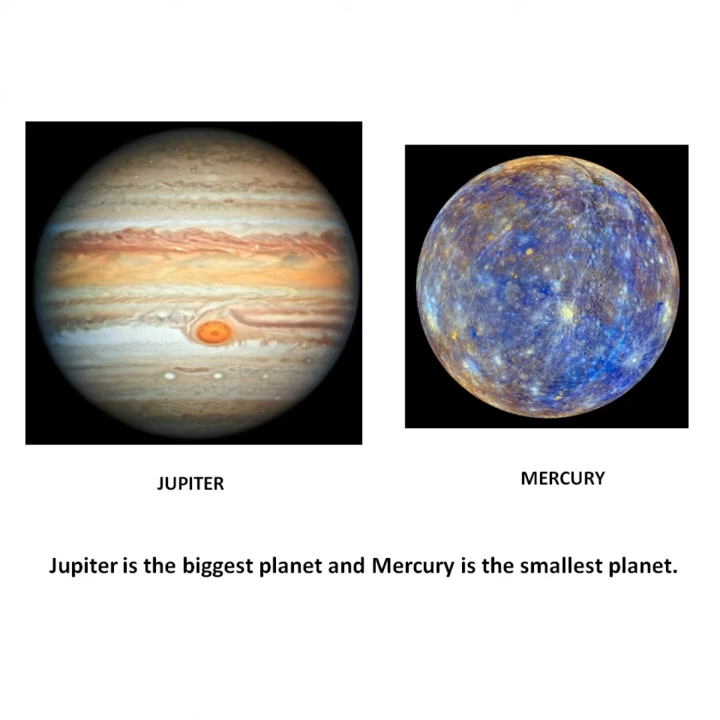 JUPITER
MERCURY
Jupiter is the biggest planet and Mercury is the smallest planet.